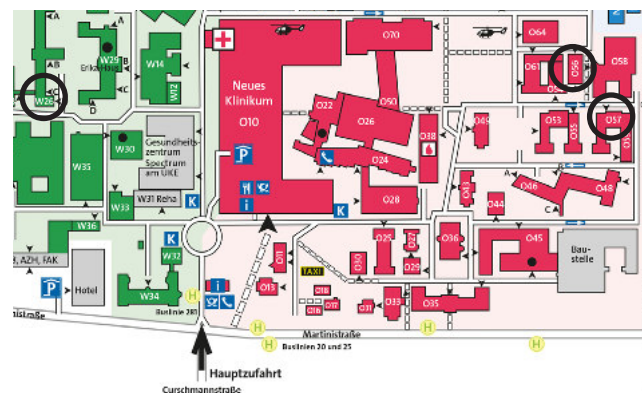 A
O64
O70
W29
Erika-Haus
B
W14
B
O61
O56
O58
C
C
W12
Neues
Klinikum
O10
W26
D
O50
O22
O26
O57
O53
O55
O38
O49
W30
Gesundheits-
zentrum
Spectrum
am UKE
P
O24
W35
A
W31 Reha
K
i
O28
O43
O46
O48
O44
W33
K
C
W36
K
O25
O27
O36
O45
Bau-
stelle
W32
O11
H, AZH, FAK
O30
O29
P
TAXI
Hotel
i
O13
O18
W34
H
O17
O16
O31
O33
O35
Buslinie 281
H
Martinistraße
H
H
H
Buslinien 20 und 25
Hauptzufahrt
Curschmannstraße